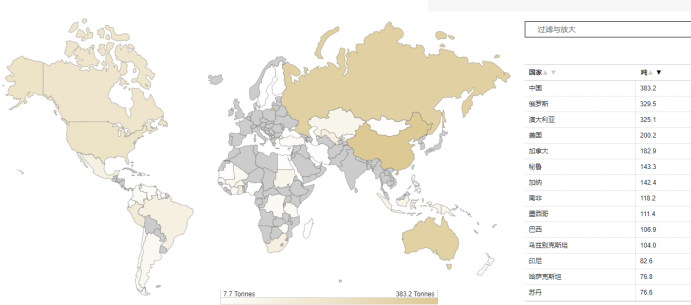 过滤与放大
国家▲ ▼ 吨▲ ▼
中国 383.2
俄罗斯 329.5
澳大利亚 325.1
美国 200.2
加拿大 182.9
秘鲁 143.3
加纳 142.4
南非 118.2
墨西哥 111.4
巴西 106.9
乌兹别克斯坦 104.0
印尼 82.6
哈萨克斯坦 76.8
苏丹 76.6
7.7 Tonnes 383.2 Tonnes